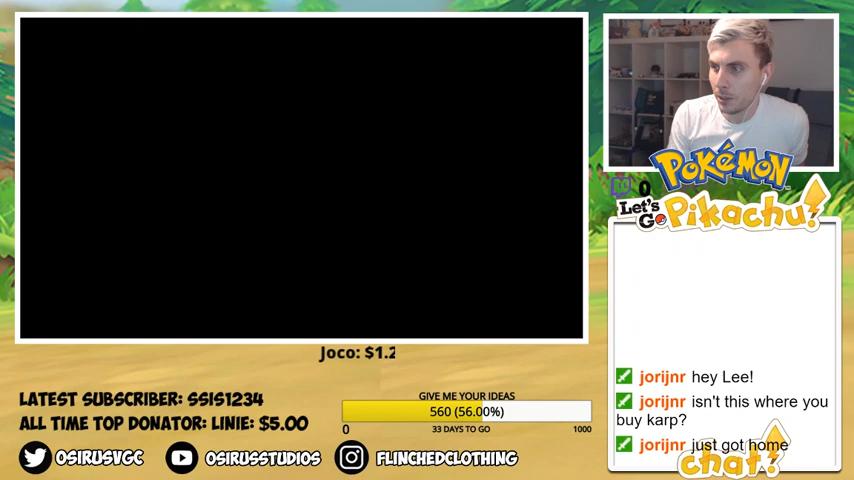 POKéMON
0
Let's
Go
Pikachu!
jorijnr hey Lee!
jorijnr isn't this where you
buy karp?
jorijnr just got home
chat!
Joco: $1.2
LATEST SUBSCRIBER: SSIS1234
ALL TIME TOP DONATOR: LINIE: $5.00
GIVE ME YOUR IDEAS
560 (56.00%)
0 33 DAYS TO GO 1000
OSIRUSVGC OSIRUSSTUDIOS FLINCHEDCLOTHING